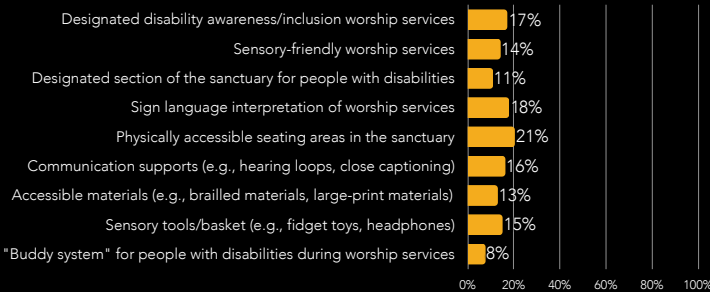 Designated disability awareness/inclusion worship services 17%
Sensory-friendly worship services 14%
Designated section of the sanctuary for people with disabilities 11%
Sign language interpretation of worship services 18%
Physically accessible seating areas in the sanctuary 21%
Communication supports (e.g., hearing loops, close captioning) 16%
Accessible materials (e.g., brailled materials, large-print materials) 13%
Sensory tools/basket (e.g., fidget toys, headphones) 15%
"Buddy system" for people with disabilities during worship services 8%
0% 20% 40% 60% 80% 100%